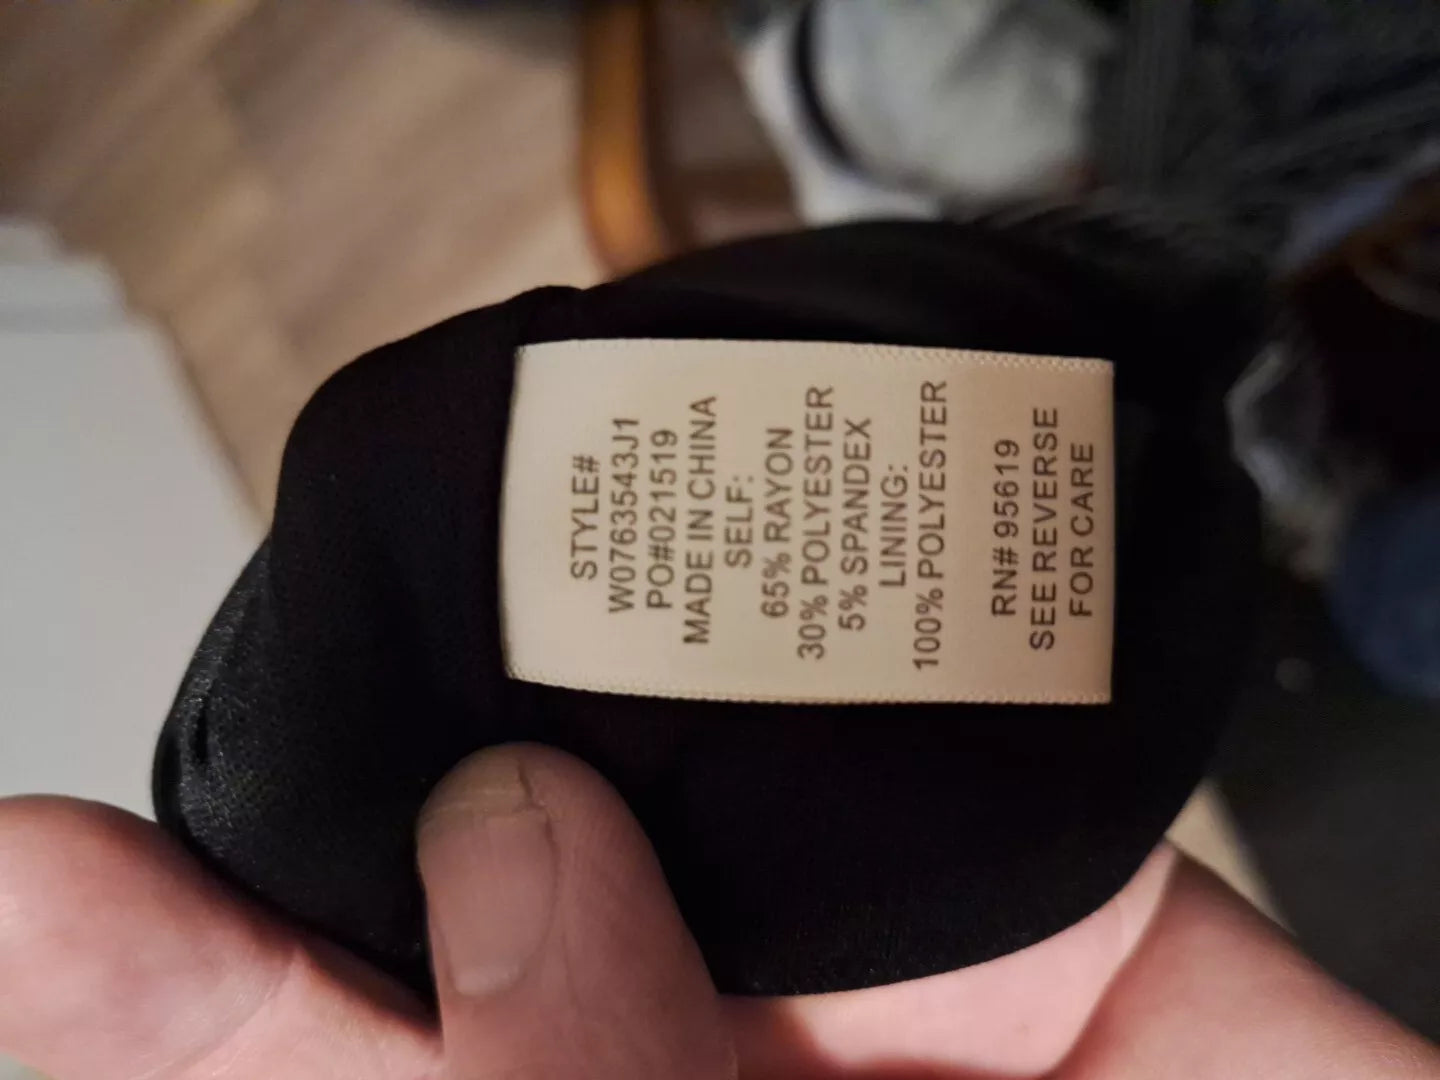 STYLE#
W0763543J1
PO#021519
MADE IN CHINA
SELF:
65% RAYON
30% POLYESTER
5% SPANDEX
LINING:
100% POLYESTER
RN# 95619
SEE REVERSE
FOR CARE